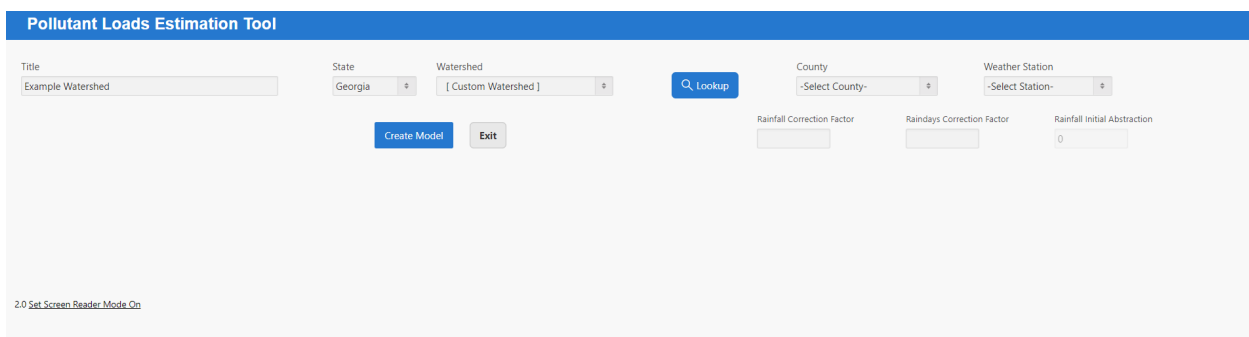 Pollutant Loads Estimation Tool
Title State Watershed County Weather Station
Example Watershed Georgia [ Custom Watershed ] Lookup -Select County- -Select Station-
Rainfall Correction Factor Raindays Correction Factor Rainfall Initial Abstraction
Create Model Exit 0
2.0 Set Screen Reader Mode On